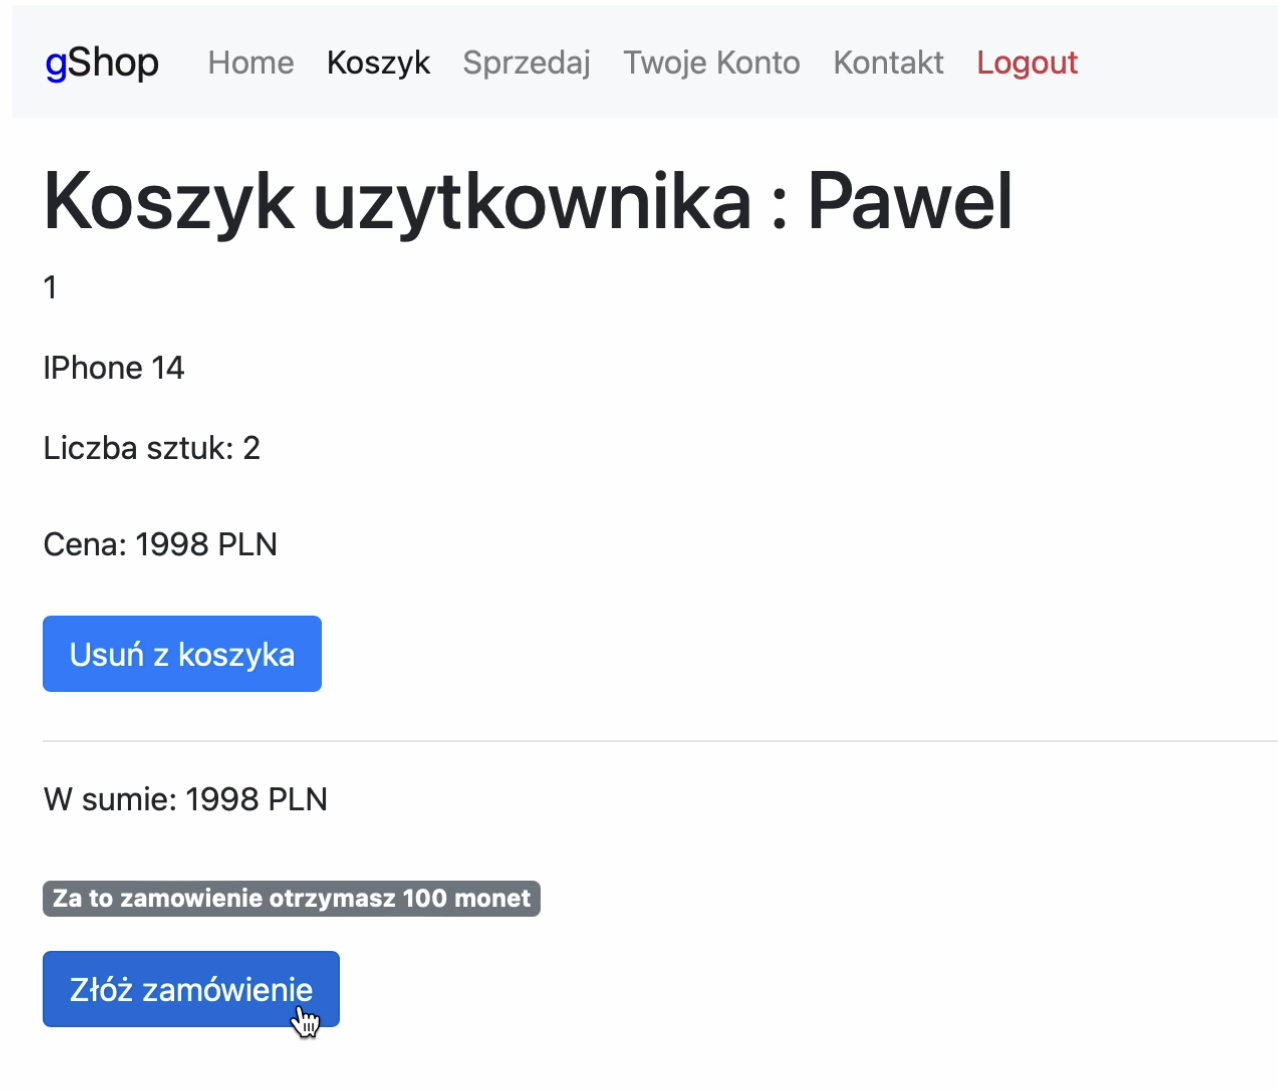 gShop Home Koszyk Sprzedaj Twoje Konto Kontakt Logout
Koszyk uzytkownika : Pawel
1
IPhone 14
Liczba sztuk: 2
Cena: 1998 PLN
Usuń z koszyka
W sumie: 1998 PLN
Za to zamowienie otrzymasz 100 monet
Złóż zamówienie